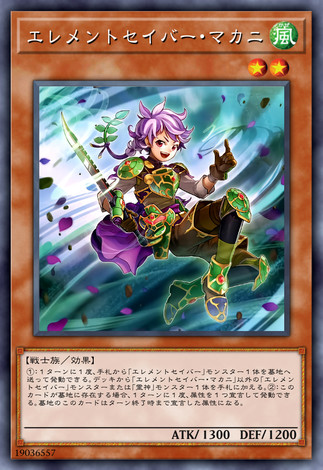 エレメントセイバー・マカニ 風
【戦士族／効果】
①：１ターンに１度、手札から「エレメントセイバー」モンスター１体を墓地へ
送って発動できる。デッキから「エレメントセイバー・マカニ」以外の「エレメント
セイバー」モンスターまたは「霊神」モンスター１体を手札に加える。②：この
カードが墓地に存在する場合、１ターンに１度、属性を１つ宣言して発動でき
る。墓地のこのカードはターン終了時まで宣言した属性になる。
ATK/ 1300 DEF/1200
19036557